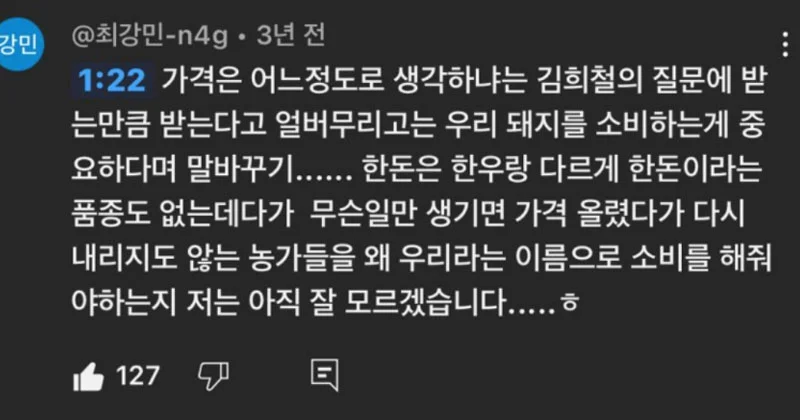 강민
@최강민-n4g • 3년 전
1:22 가격은 어느정도로 생각하냐는 김희철의 질문에 받
는만큼 받는다고 얼버무리고는 우리 돼지를 소비하는게 중
요하다며 말바꾸기...... 한돈은 한우랑 다르게 한돈이라는
품종도 없는데다가 무슨일만 생기면 가격 올렸다가 다시
내리지도 않는 농가들을 왜 우리라는 이름으로 소비를 해줘
야하는지 저는 아직 잘 모르겠습니다.....ㅎ
127